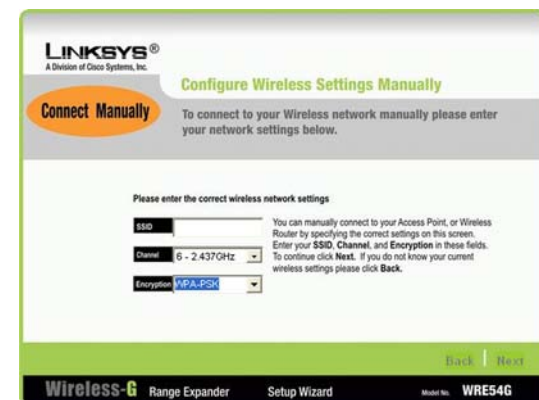 LINKSYS®
A Division of Cisco Systems, Inc.
Configure Wireless Settings Manually
Connect Manually
To connect to your Wireless network manually please enter
your network settings below.
Please enter the correct wireless network settings
SSID
Channel 6 - 2.437GHz
Encryption WPA-PSK
You can manually connect to your Access Point, or Wireless
Router by specifying the correct settings on this screen.
Enter your SSID, Channel, and Encryption in these fields.
To continue click Next. If you do not know your current
wireless settings please click Back.
Back | Next
Wireless-G Range Expander Setup Wizard Model No. WRE54G